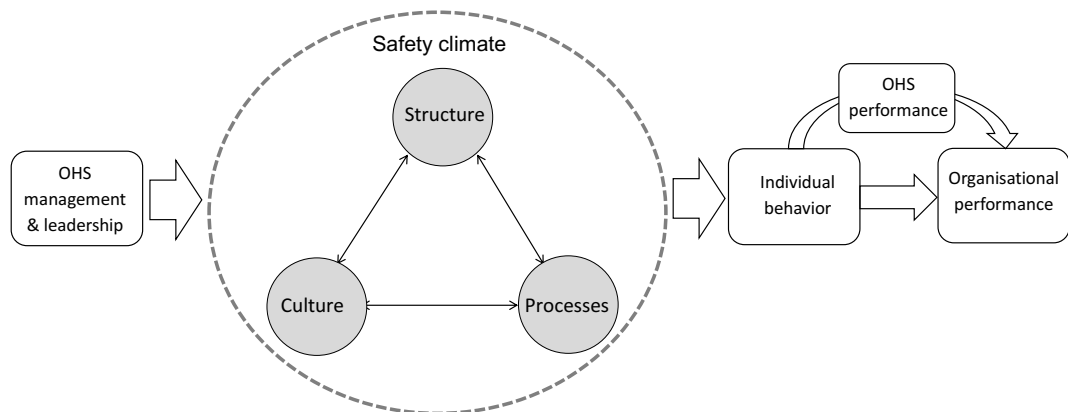 Safety climate
Structure
Culture
Processes
OHS
management
& leadership
Individual
behavior
OHS
performance
Organisational
performance